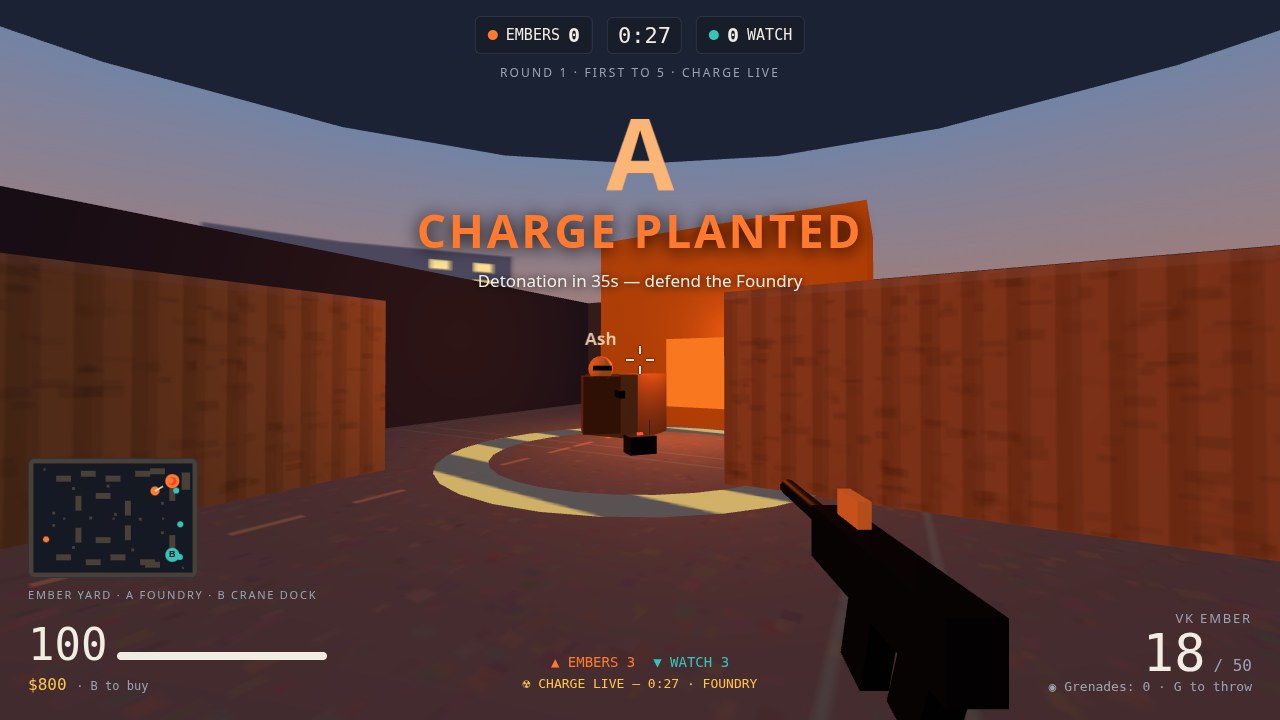 EMBERS 0
0:27
0 WATCH
ROUND 1 · FIRST TO 5 · CHARGE LIVE
A
CHARGE PLANTED
Detonation in 35s — defend the Foundry
Ash
B
EMBER YARD · A FOUNDRY · B CRANE DOCK
100
$800 · B to buy
▲ EMBERS 3 ▼ WATCH 3
☢ CHARGE LIVE — 0:27 · FOUNDRY
VK EMBER
18 / 50
◉ Grenades: 0 · G to throw